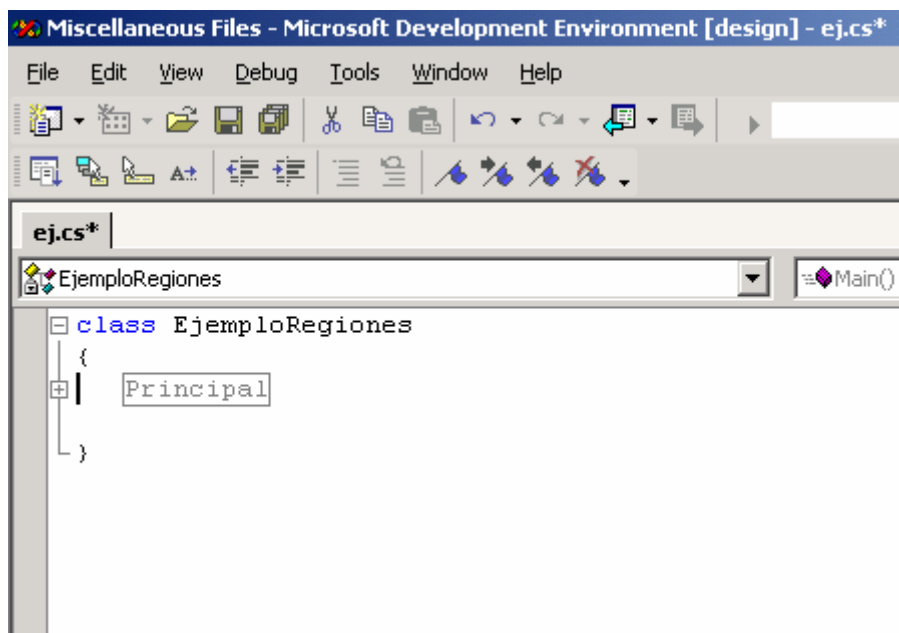 Miscellaneous Files - Microsoft Development Environment [design] - ej.cs*
File Edit View Debug Tools Window Help
ej.cs*
EjemploRegiones Main()
class EjemploRegiones
{
Principal
}